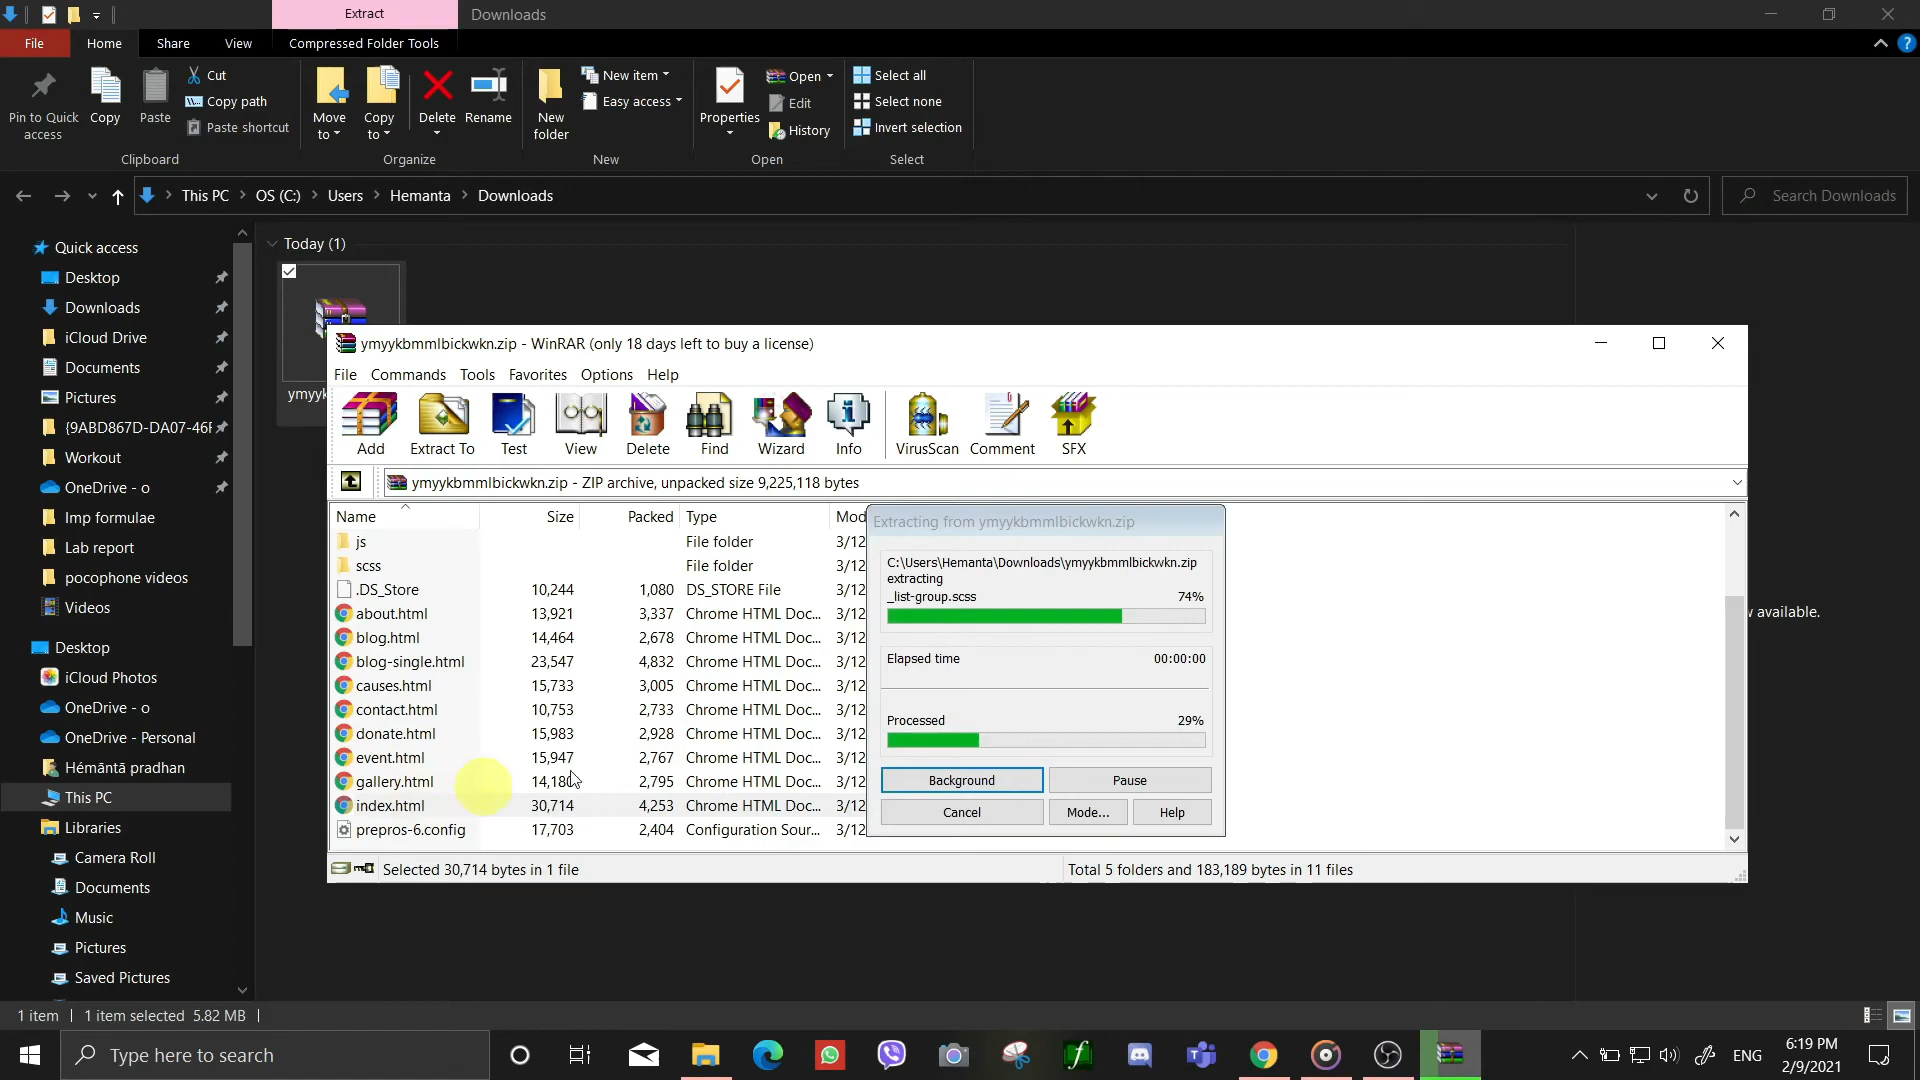 Extract
Downloads
File
Home
Share
View
Compressed Folder Tools
Pin to Quick access
Copy
Paste
Cut
Copy path
Paste shortcut
Clipboard
Move to
Copy to
Delete
Rename
Organize
New folder
New item
Easy access
New
Properties
Open
Edit
History
Open
Select all
Select none
Invert selection
Select
This PC
OS (C:)
Users
Hemanta
Downloads
Search Downloads
Quick access
Desktop
Downloads
iCloud Drive
Documents
Pictures
{9ABD867D-DA07-46F
Workout
OneDrive - o
Imp formulae
Lab report
pocophone videos
Videos
Desktop
iCloud Photos
OneDrive - o
OneDrive - Personal
Hémāntā pradhan
This PC
Libraries
Camera Roll
Documents
Music
Pictures
Saved Pictures
Today (1)
ymyyk
ymyykbmmlbickwkn.zip - WinRAR (only 18 days left to buy a license)
File Commands Tools Favorites Options Help
Add Extract To Test View Delete Find Wizard Info VirusScan Comment SFX
ymyykbmmlbickwkn.zip - ZIP archive, unpacked size 9,225,118 bytes
Name Size Packed Type Mod
js File folder 3/12
scss File folder 3/12
.DS_Store 10,244 1,080 DS_STORE File 3/12
about.html 13,921 3,337 Chrome HTML Doc... 3/12
blog.html 14,464 2,678 Chrome HTML Doc... 3/12
blog-single.html 23,547 4,832 Chrome HTML Doc... 3/12
causes.html 15,733 3,005 Chrome HTML Doc... 3/12
contact.html 10,753 2,733 Chrome HTML Doc... 3/12
donate.html 15,983 2,928 Chrome HTML Doc... 3/12
event.html 15,947 2,767 Chrome HTML Doc... 3/12
gallery.html 14,180 2,795 Chrome HTML Doc... 3/12
index.html 30,714 4,253 Chrome HTML Doc... 3/12
prepros-6.config 17,703 2,404 Configuration Sour... 3/12
Selected 30,714 bytes in 1 file
Total 5 folders and 183,189 bytes in 11 files
Extracting from ymyykbmmlbickwkn.zip
C:\Users\Hemanta\Downloads\ymyykbmmlbickwkn.zip
extracting
_list-group.scss 74%
Elapsed time 00:00:00
Processed 29%
Background
Pause
Cancel
Mode...
Help
available.
1 item
1 item selected 5.82 MB
Type here to search
ENG
6:19 PM
2/9/2021